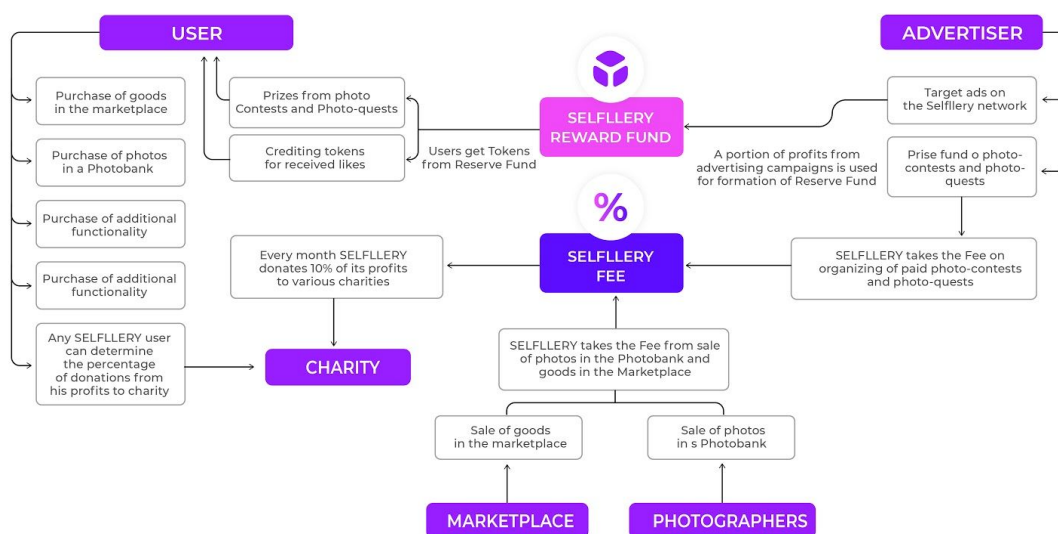 USER
ADVERTISER
Purchase of goods
in the marketplace
Prizes from photo
Contests and Photo-quests
SELFLLERY
REWARD FUND
Target ads on
the Selfllery network
Purchase of photos
in a Photobank
Crediting tokens
for received likes
Users get Tokens
from Reserve Fund
A portion of profits from
advertising campaigns is used
for formation of Reserve Fund
Prise fund o photo-
contests and photo-
quests
Purchase of additional
functionality
%
SELFLLERY
FEE
Every month SELFLLERY
donates 10% of its profits
to various charities
SELFLLERY takes the Fee on
organizing of paid photo-contests
and photo-quests
Purchase of additional
functionality
Any SELFLLERY user
can determine
the percentage
of donations from
his profits to charity
CHARITY
SELFLLERY takes the Fee from sale
of photos in the Photobank and
goods in the Marketplace
Sale of goods
in the marketplace
Sale of photos
in s Photobank
MARKETPLACE
PHOTOGRAPHERS